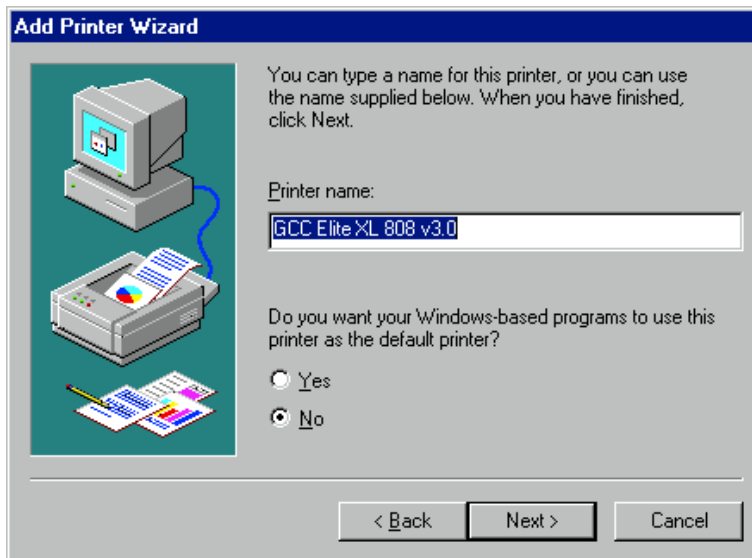 Add Printer Wizard
You can type a name for this printer, or you can use
the name supplied below. When you have finished,
click Next.
Printer name:
GCC Elite XL 808 v3.0
Do you want your Windows-based programs to use this
printer as the default printer?
Yes
No
< Back
Next >
Cancel